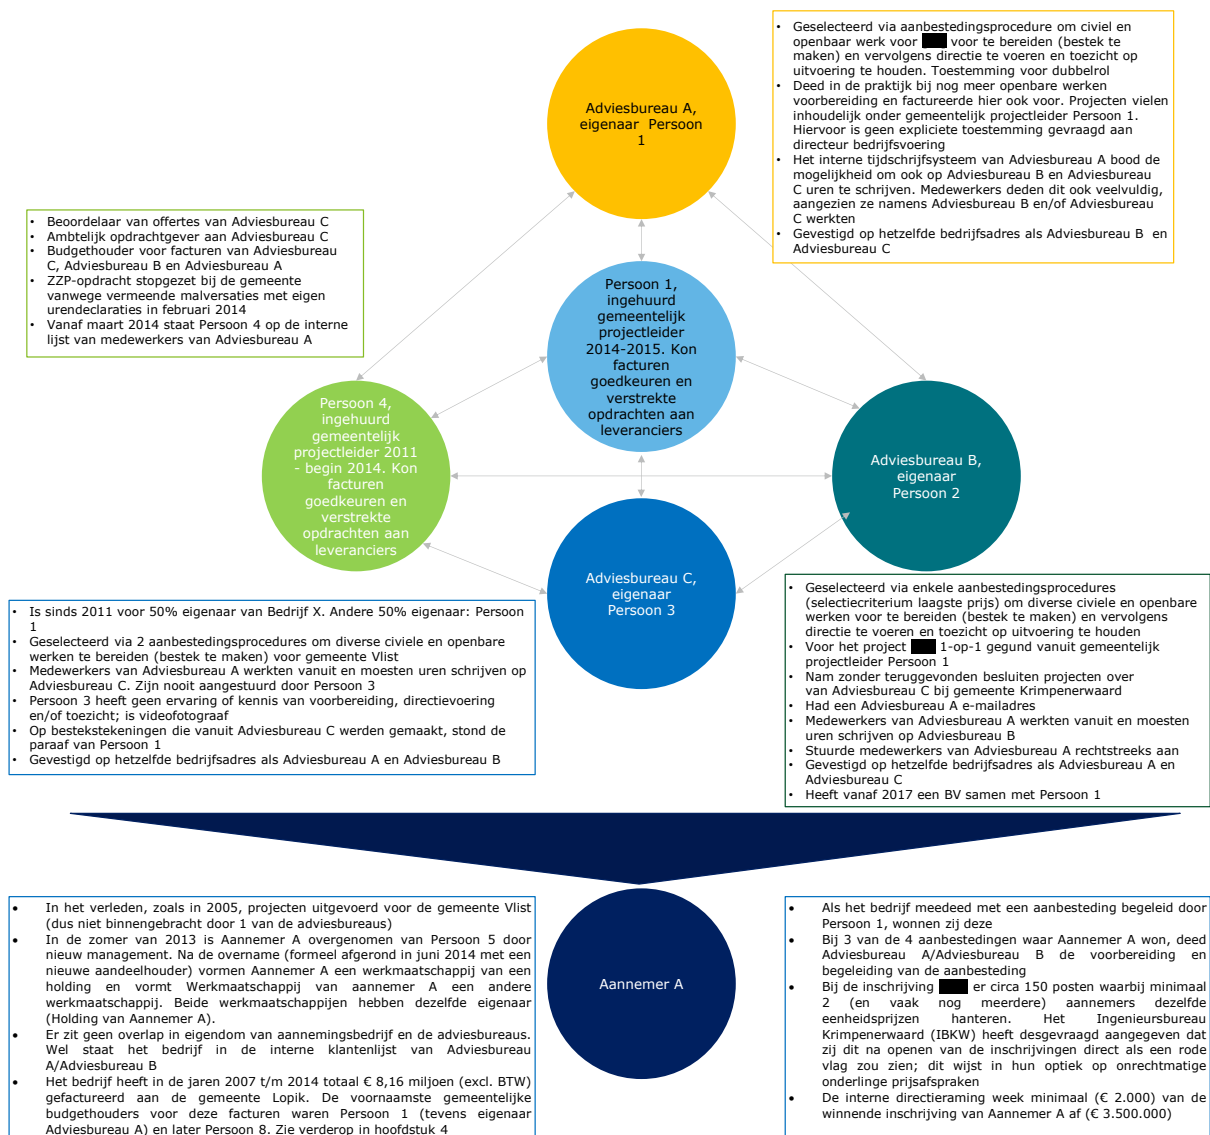 Adviesbureau A,
eigenaar Persoon
1
• Geselecteerd via aanbestedingsprocedure om civiel en
openbaar werk voor voor te bereiden (bestek te
maken) en vervolgens directie te voeren en toezicht op
uitvoering te houden. Toestemming voor dubbelrol
• Deed in de praktijk bij nog meer openbare werken
voorbereiding en factureerde hier ook voor. Projecten vielen
inhoudelijk onder gemeentelijk projectleider Persoon 1.
Hiervoor is geen expliciete toestemming gevraagd aan
directeur bedrijfsvoering
• Het interne tijdschrijfsysteem van Adviesbureau A bood de
mogelijkheid om ook op Adviesbureau B en Adviesbureau
C uren te schrijven. Medewerkers deden dit ook veelvuldig,
aangezien ze namens Adviesbureau B en/of Adviesbureau
C werkten
• Gevestigd op hetzelfde bedrijfsadres als Adviesbureau B en
Adviesbureau C
• Beoordelaar van offertes van Adviesbureau C
• Ambtelijk opdrachtgever aan Adviesbureau C
• Budgethouder voor facturen van Adviesbureau
C, Adviesbureau B en Adviesbureau A
• ZZP-opdracht stopgezet bij de gemeente
vanwege vermeende malversaties met eigen
urendeclaraties in februari 2014
• Vanaf maart 2014 staat Persoon 4 op de interne
lijst van medewerkers van Adviesbureau A
Persoon 1,
ingehuurd
gemeentelijk
projectleider
2014-2015. Kon
facturen
goedkeuren en
verstrekte
opdrachten aan
leveranciers
Persoon 4,
ingehuurd
gemeentelijk
projectleider 2011
- begin 2014. Kon
facturen
goedkeuren en
verstrekte
opdrachten aan
leveranciers
Adviesbureau B,
eigenaar
Persoon 2
Adviesbureau C,
eigenaar
Persoon 3
• Is sinds 2011 voor 50% eigenaar van Bedrijf X. Andere 50% eigenaar: Persoon
1
• Geselecteerd via 2 aanbestedingsprocedures om diverse civiele en openbare
werken te bereiden (bestek te maken) voor gemeente Vlist
• Medewerkers van Adviesbureau A werkten vanuit en moesten uren schrijven op
Adviesbureau C. Zijn nooit aangestuurd door Persoon 3
• Persoon 3 heeft geen ervaring of kennis van voorbereiding, directievoering
en/of toezicht; is videofotograaf
• Op bestekstekeningen die vanuit Adviesbureau C werden gemaakt, stond de
paraaf van Persoon 1
• Gevestigd op hetzelfde bedrijfsadres als Adviesbureau A en Adviesbureau B
• Geselecteerd via enkele aanbestedingsprocedures
(selectiecriterium laagste prijs) om diverse civiele en openbare
werken voor te bereiden (bestek te maken) en vervolgens
directie te voeren en toezicht op uitvoering te houden
• Voor het project 1-op-1 gegund vanuit gemeentelijk
projectleider Persoon 1
• Nam zonder teruggevonden besluiten projecten over
van Adviesbureau C bij gemeente Krimpenerwaard
• Had een Adviesbureau A e-mailadres
• Medewerkers van Adviesbureau A werkten vanuit en moesten
uren schrijven op Adviesbureau B
• Stuurde medewerkers van Adviesbureau A rechtstreeks aan
• Gevestigd op hetzelfde bedrijfsadres als Adviesbureau A en
Adviesbureau C
• Heeft vanaf 2017 een BV samen met Persoon 1
• In het verleden, zoals in 2005, projecten uitgevoerd voor de gemeente Vlist
(dus niet binnengebracht door 1 van de adviesbureaus)
• In de zomer van 2013 is Aannemer A overgenomen van Persoon 5 door
nieuw management. Na de overname (formeel afgerond in juni 2014 met een
nieuwe aandeelhouder) vormen Aannemer A een werkmaatschappij van een
holding en vormt Werkmaatschappij van aannemer A een andere
werkmaatschappij. Beide werkmaatschappijen hebben dezelfde eigenaar
(Holding van Aannemer A).
• Er zit geen overlap in eigendom van aannemingsbedrijf en de adviesbureaus.
Wel staat het bedrijf in de interne klantenlijst van Adviesbureau
A/Adviesbureau B
• Het bedrijf heeft in de jaren 2007 t/m 2014 totaal € 8,16 miljoen (excl. BTW)
gefactureerd aan de gemeente Lopik. De voornaamste gemeentelijke
budgethouders voor deze facturen waren Persoon 1 (tevens eigenaar
Adviesbureau A) en later Persoon 8. Zie verderop in hoofdstuk 4
Aannemer A
• Als het bedrijf meedeed met een aanbesteding begeleid door
Persoon 1, wonnen zij deze
• Bij 3 van de 4 aanbestedingen waar Aannemer A won, deed
Adviesbureau A/Adviesbureau B de voorbereiding en
begeleiding van de aanbesteding
• Bij de inschrijving er circa 150 posten waarbij minimaal
2 (en vaak nog meerdere) aannemers dezelfde
eenheidsprijzen hanteren. Het Ingenieursbureau
Krimpenerwaard (IBKW) heeft desgevraagd aangegeven dat
zij dit na openen van de inschrijvingen direct als een rode
vlag zou zien; dit wijst in hun optiek op onrechtmatige
onderlinge prijsafspraken
• De interne directieraming week minimaal (€ 2.000) van de
winnende inschrijving van Aannemer A af (€ 3.500.000)